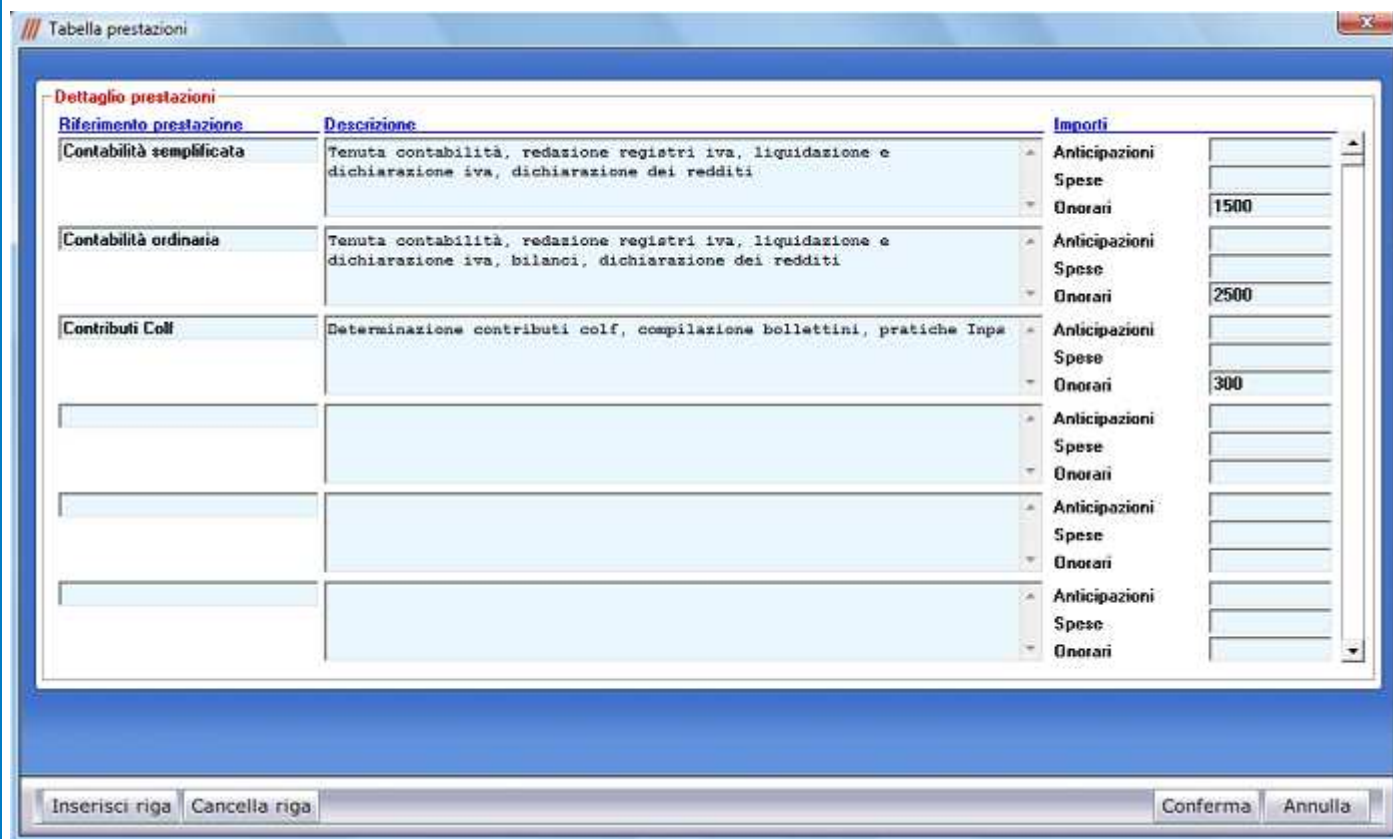 Tabella prestazioni
Dettaglio prestazioni
Riferimento prestazione Descrizione Importi
Contabilità semplificata
Tenuta contabilità, redazione registri iva, liquidazione e
dichiarazione iva, dichiarazione dei redditi
Anticipazioni
Spese
Onorari 1500
Contabilità ordinaria
Tenuta contabilità, redazione registri iva, liquidazione e
dichiarazione iva, bilanci, dichiarazione dei redditi
Anticipazioni
Spese
Onorari 2500
Contributi Colf
Determinazione contributi colf, compilazione bollettini, pratiche Inps
Anticipazioni
Spese
Onorari 300
Anticipazioni
Spese
Onorari
Anticipazioni
Spese
Onorari
Anticipazioni
Spese
Onorari
Inserisci riga Cancella riga Conferma Annulla